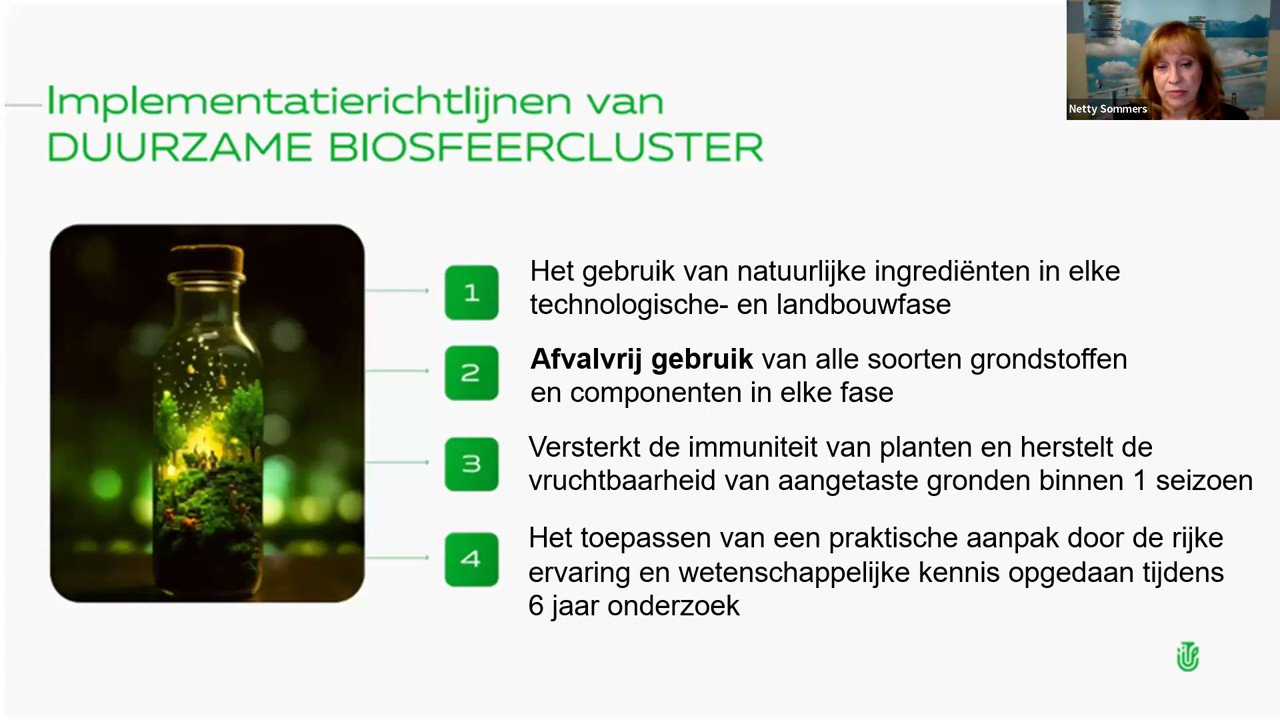 Netty Sommers
Implementatierichtlijnen van
DUURZAME BIOSFEERCLUSTER
1
Het gebruik van natuurlijke ingrediënten in elke
technologische- en landbouwfase
2
Afvalvrij gebruik van alle soorten grondstoffen
en componenten in elke fase
3
Versterkt de immuniteit van planten en herstelt de
vruchtbaarheid van aangetaste gronden binnen 1 seizoen
4
Het toepassen van een praktische aanpak door de rijke
ervaring en wetenschappelijke kennis opgedaan tijdens
6 jaar onderzoek